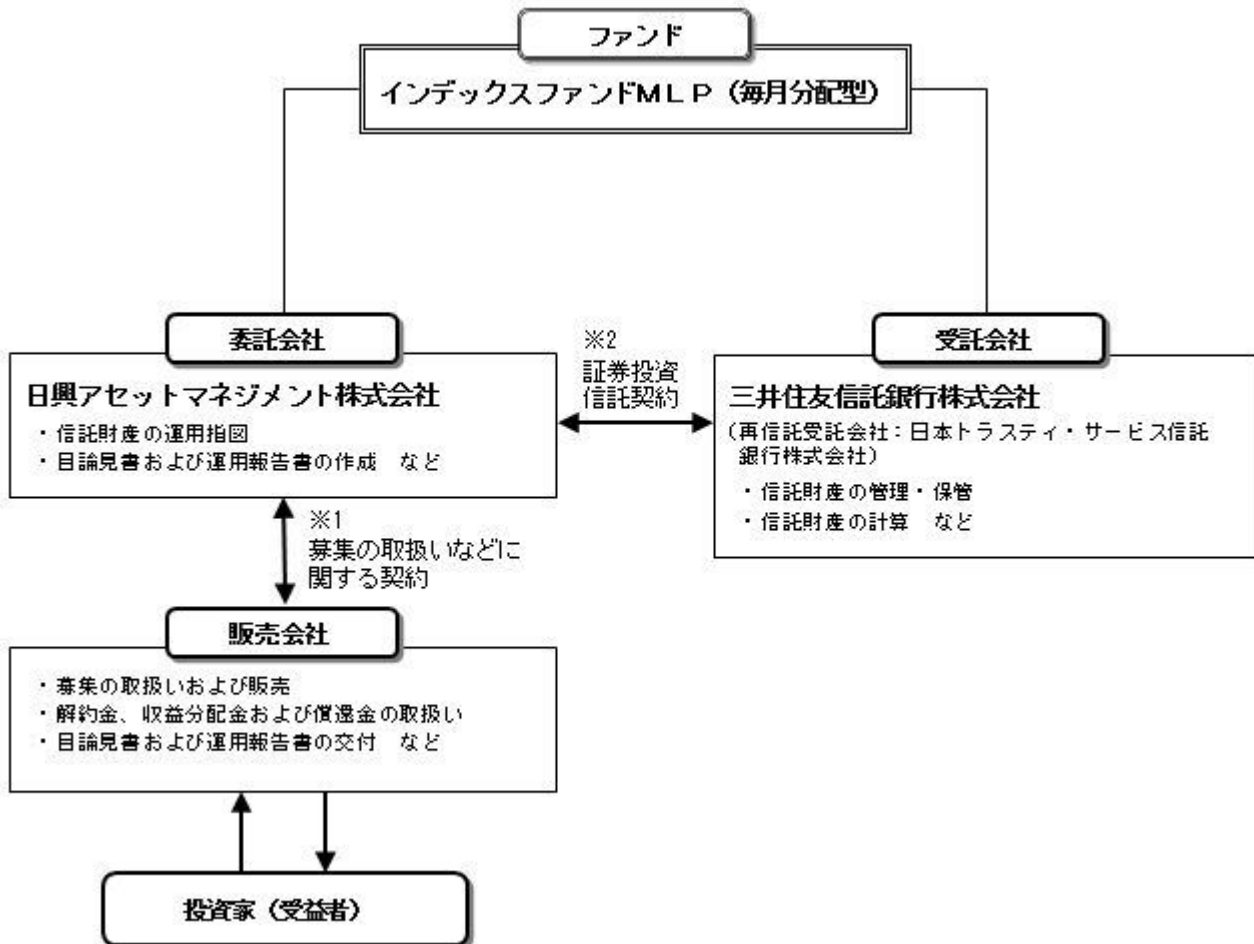 ファンド
インデックスファンドMLP（毎月分配型）
委託会社
日興アセットマネジメント株式会社
・信託財産の運用指図
・目論見書および運用報告書の作成　など
※2
証券投資
信託契約
受託会社
三井住友信託銀行株式会社
（再信託受託会社：日本トラスティ・サービス信託
銀行株式会社）
・信託財産の管理・保管
・信託財産の計算　など
※1
募集の取扱いなどに
関する契約
販売会社
・募集の取扱いおよび販売
・解約金、収益分配金および償還金の取扱い
・目論見書および運用報告書の交付　など
投資家（受益者）